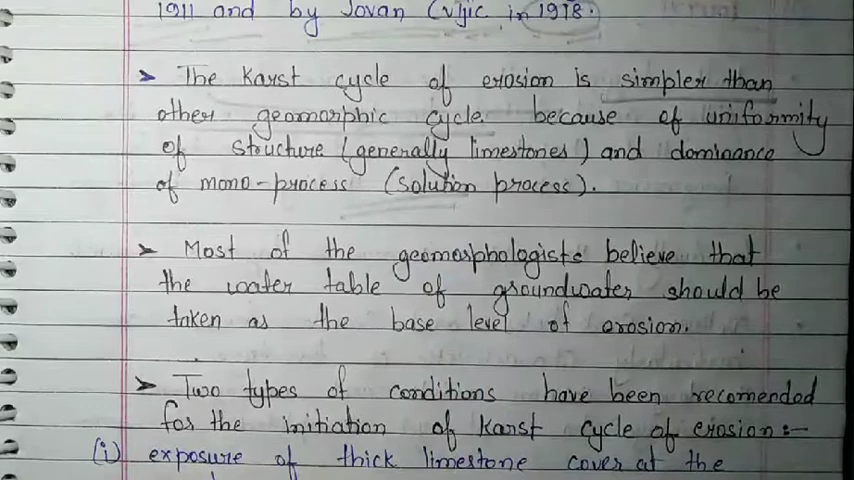 1911 and by Jovan Cvijic in 1918.
➤ The Karst cycle of erosion is simpler than
other geomorphic cycle because of uniformity
of structure (generally limestones) and dominance
of mono-process (solution process).
➤ Most of the geomorphologists believe that
the water table of groundwater should be
taken as the base level of erosion.
➤ Two types of conditions have been recomended
for the initiation of Karst cycle of erosion:-
(i) exposure of thick limestone cover at the